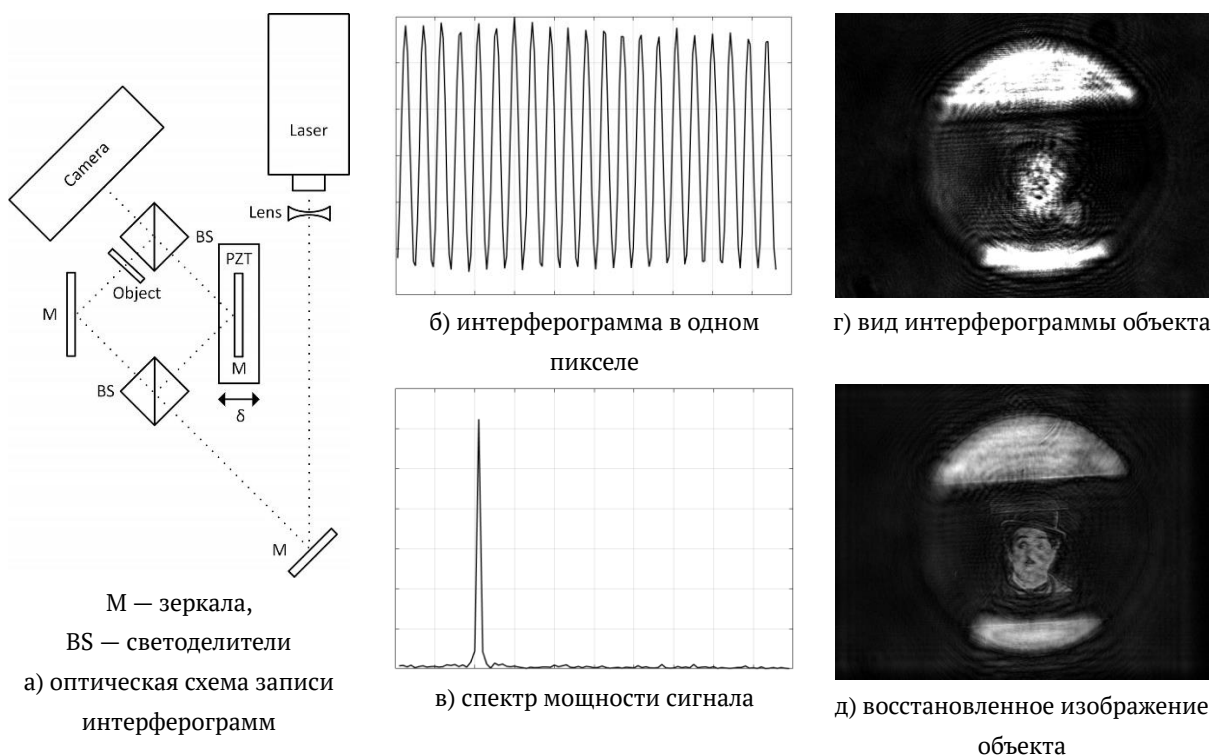 Laser
Camera
Lens
BS
PZT
Object
M
M
BS
δ
M
M — зеркала,
BS — светоделители
а) оптическая схема записи
интерферограмм
б) интерферограмма в одном
пикселе
в) спектр мощности сигнала
г) вид интерферограммы объекта
д) восстановленное изображение
объекта